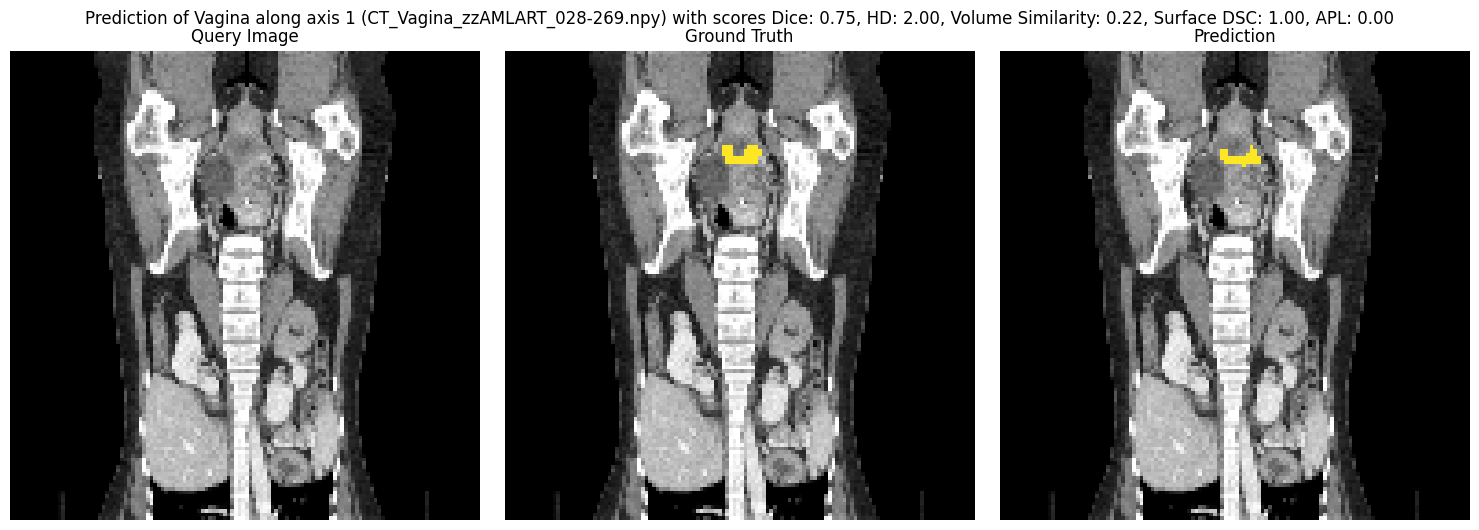 Prediction of Vagina along axis 1 (CT_Vagina_zzAMLART_028-269.npy) with scores Dice: 0.75, HD: 2.00, Volume Similarity: 0.22, Surface DSC: 1.00, APL: 0.00
Query Image
Ground Truth
Prediction